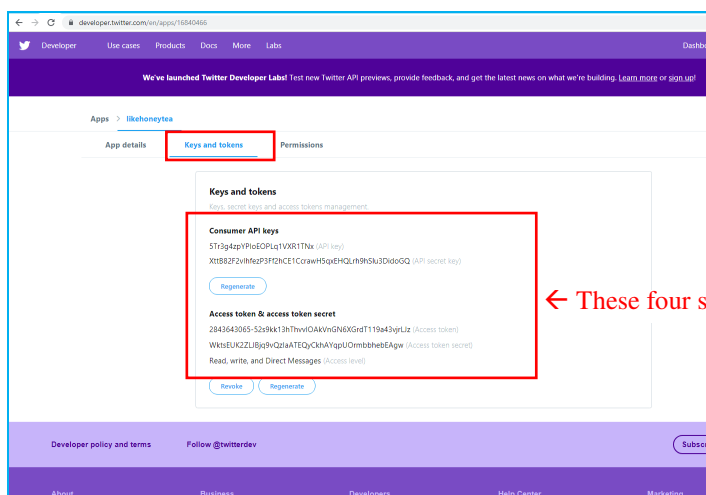 developer.twitter.com/en/apps/16840466
Developer Use cases Products Docs More Labs Dashbo
We've launched Twitter Developer Labs! Test new Twitter API previews, provide feedback, and get the latest news on what we're building. Learn more or sign up!
Apps > likehoneytea
App details Keys and tokens Permissions
Keys and tokens
Keys, secret keys and access tokens management.
Consumer API keys
(API key)
(API secret key)
Regenerate
← These four s
Access token & access token secret
(Access token)
(Access token secret)
Read, write, and Direct Messages (Access level)
Revoke Regenerate
Developer policy and terms Follow @twitterdev Subsc
About Business Developers Help Center Marketing